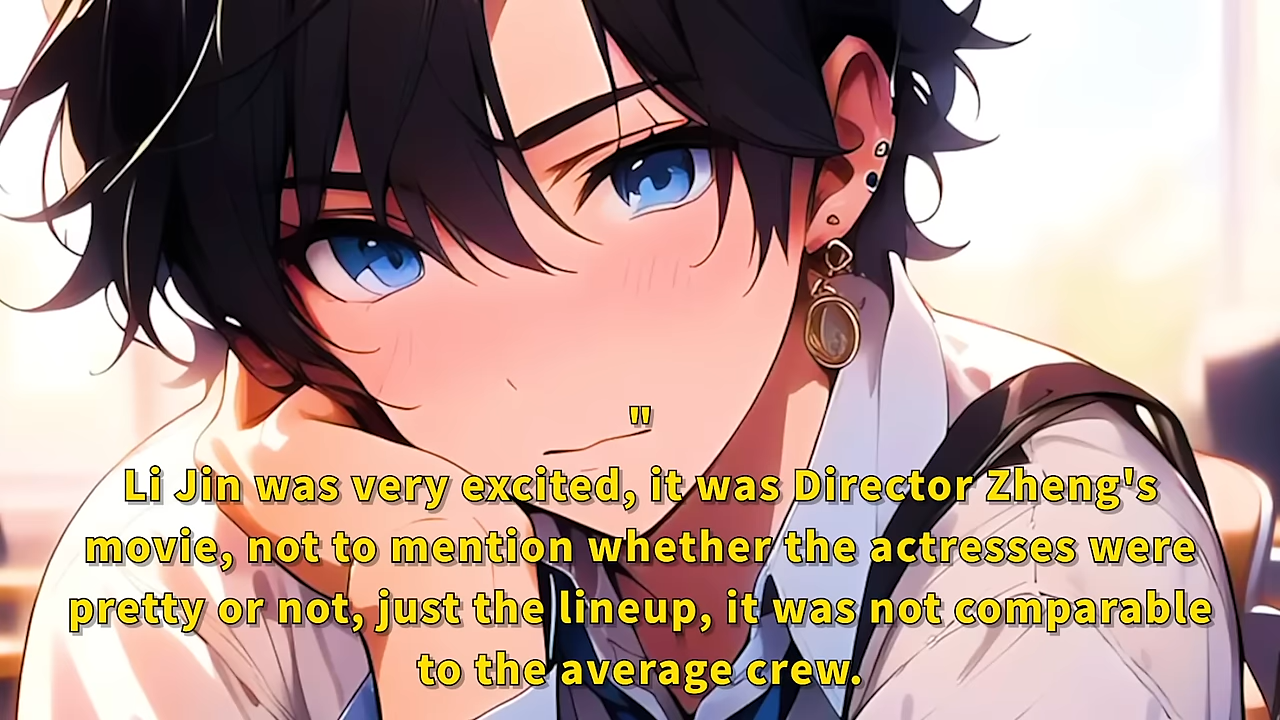 "
Li Jin was very excited, it was Director Zheng's
movie, not to mention whether the actresses were
pretty or not, just the lineup, it was not comparable
to the average crew.